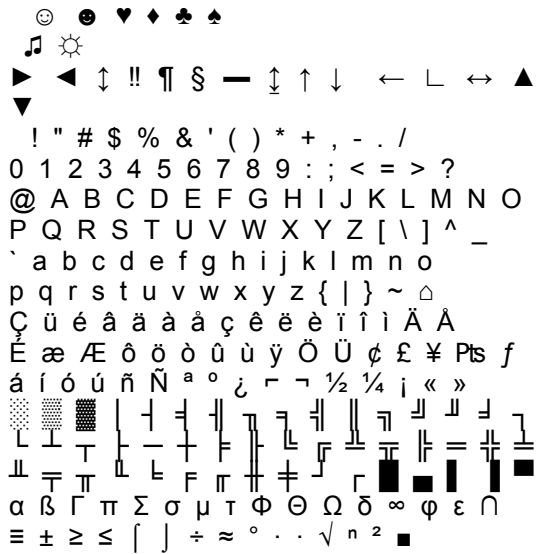 ☺ ☻ ♥ ♦ ♣ ♠
♫ ☼
► ◄ ↕ ‼ ¶ § ▬ ↨ ↑ ↓ ← ∟ ↔ ▲
▼
! " # $ % & ' ( ) * + , - . /
0 1 2 3 4 5 6 7 8 9 : ; < = > ?
@ A B C D E F G H I J K L M N O
P Q R S T U V W X Y Z [ \ ] ^ _
` a b c d e f g h i j k l m n o
p q r s t u v w x y z { | } ~ ⌂
Ç ü é â ä à å ç ê ë è ï î ì Ä Å
É æ Æ ô ö ò û ù ÿ Ö Ü ¢ £ ¥ ₧ ƒ
á í ó ú ñ Ñ ª º ¿ ⌐ ¬ ½ ¼ ¡ « »
░ ▒ ▓ │ ┤ ╡ ╢ ╖ ╕ ╣ ║ ╗ ╝ ╜ ╛ ┐
└ ┴ ┬ ├ ─ ┼ ╞ ╟ ╚ ╔ ╩ ╦ ╠ ═ ╬ ╧
╨ ╤ ╥ ╙ ╘ ╒ ╓ ╫ ╪ ┘ ┌ █ ▄ ▌ ▐ ▀
α ß Γ π Σ σ µ τ Φ Θ Ω δ ∞ φ ε ∩
≡ ± ≥ ≤ ⌠ ⌡ ÷ ≈ ° ∙ · √ ⁿ ² ■